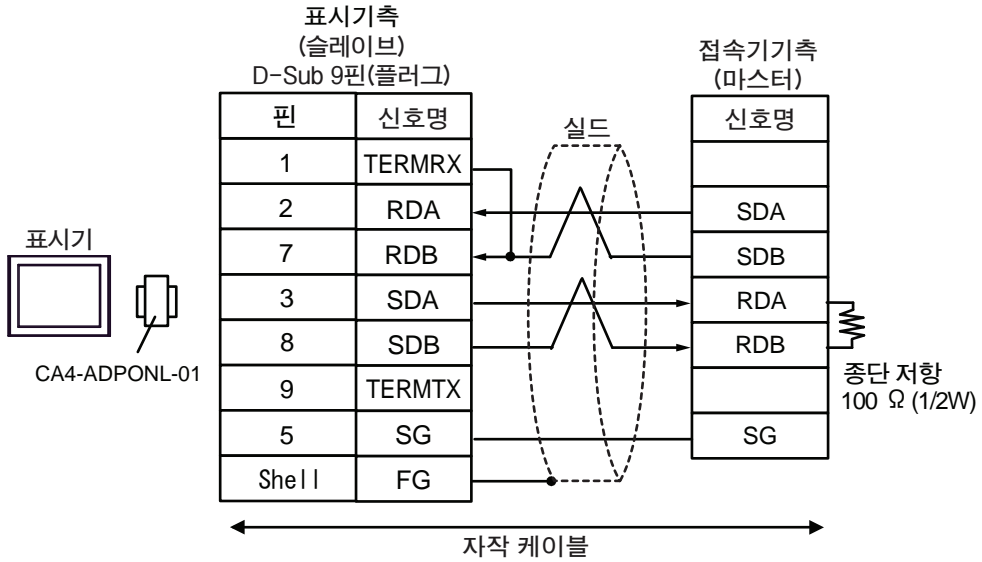 표시기측
(슬레이브)
D-Sub 9핀(플러그)
접속기기측
(마스터)
핀 신호명
실드
신호명
1 TERMRX
2 RDA SDA
7 RDB SDB
3 SDA RDA
8 SDB RDB
9 TERMTX
5 SG SG
Shell FG
표시기
CA4-ADPONL-01
종단 저항
100 Ω (1/2W)
자작 케이블